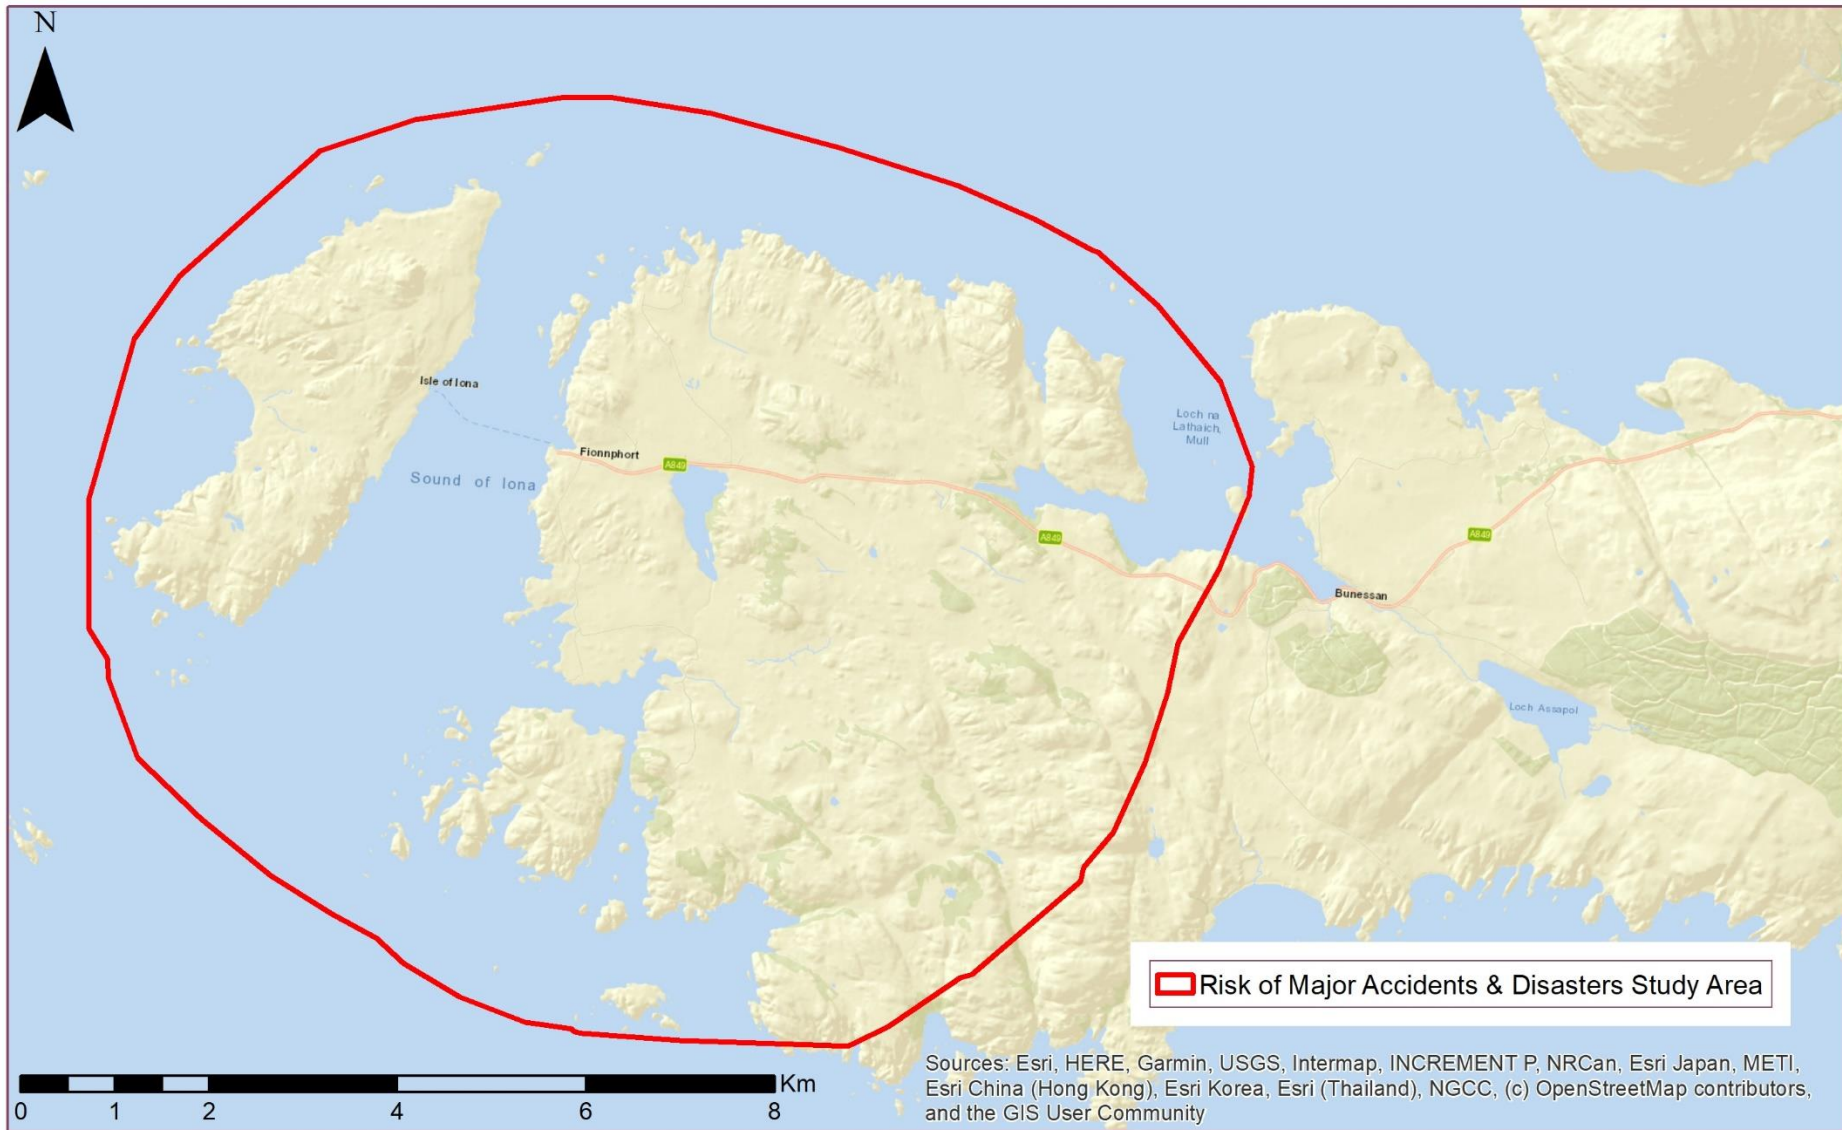 N
Isle of Iona
Loch na
Lathaich,
Mull
Fionnphort
A849
Sound of Iona
A849
A849
Bunessan
Loch Assapol
Risk of Major Accidents & Disasters Study Area
Sources: Esri, HERE, Garmin, USGS, Intermap, INCREMENT P, NRCan, Esri Japan, METI,
Esri China (Hong Kong), Esri Korea, Esri (Thailand), NGCC, (c) OpenStreetMap contributors,
and the GIS User Community
Km
0 1 2 4 6 8